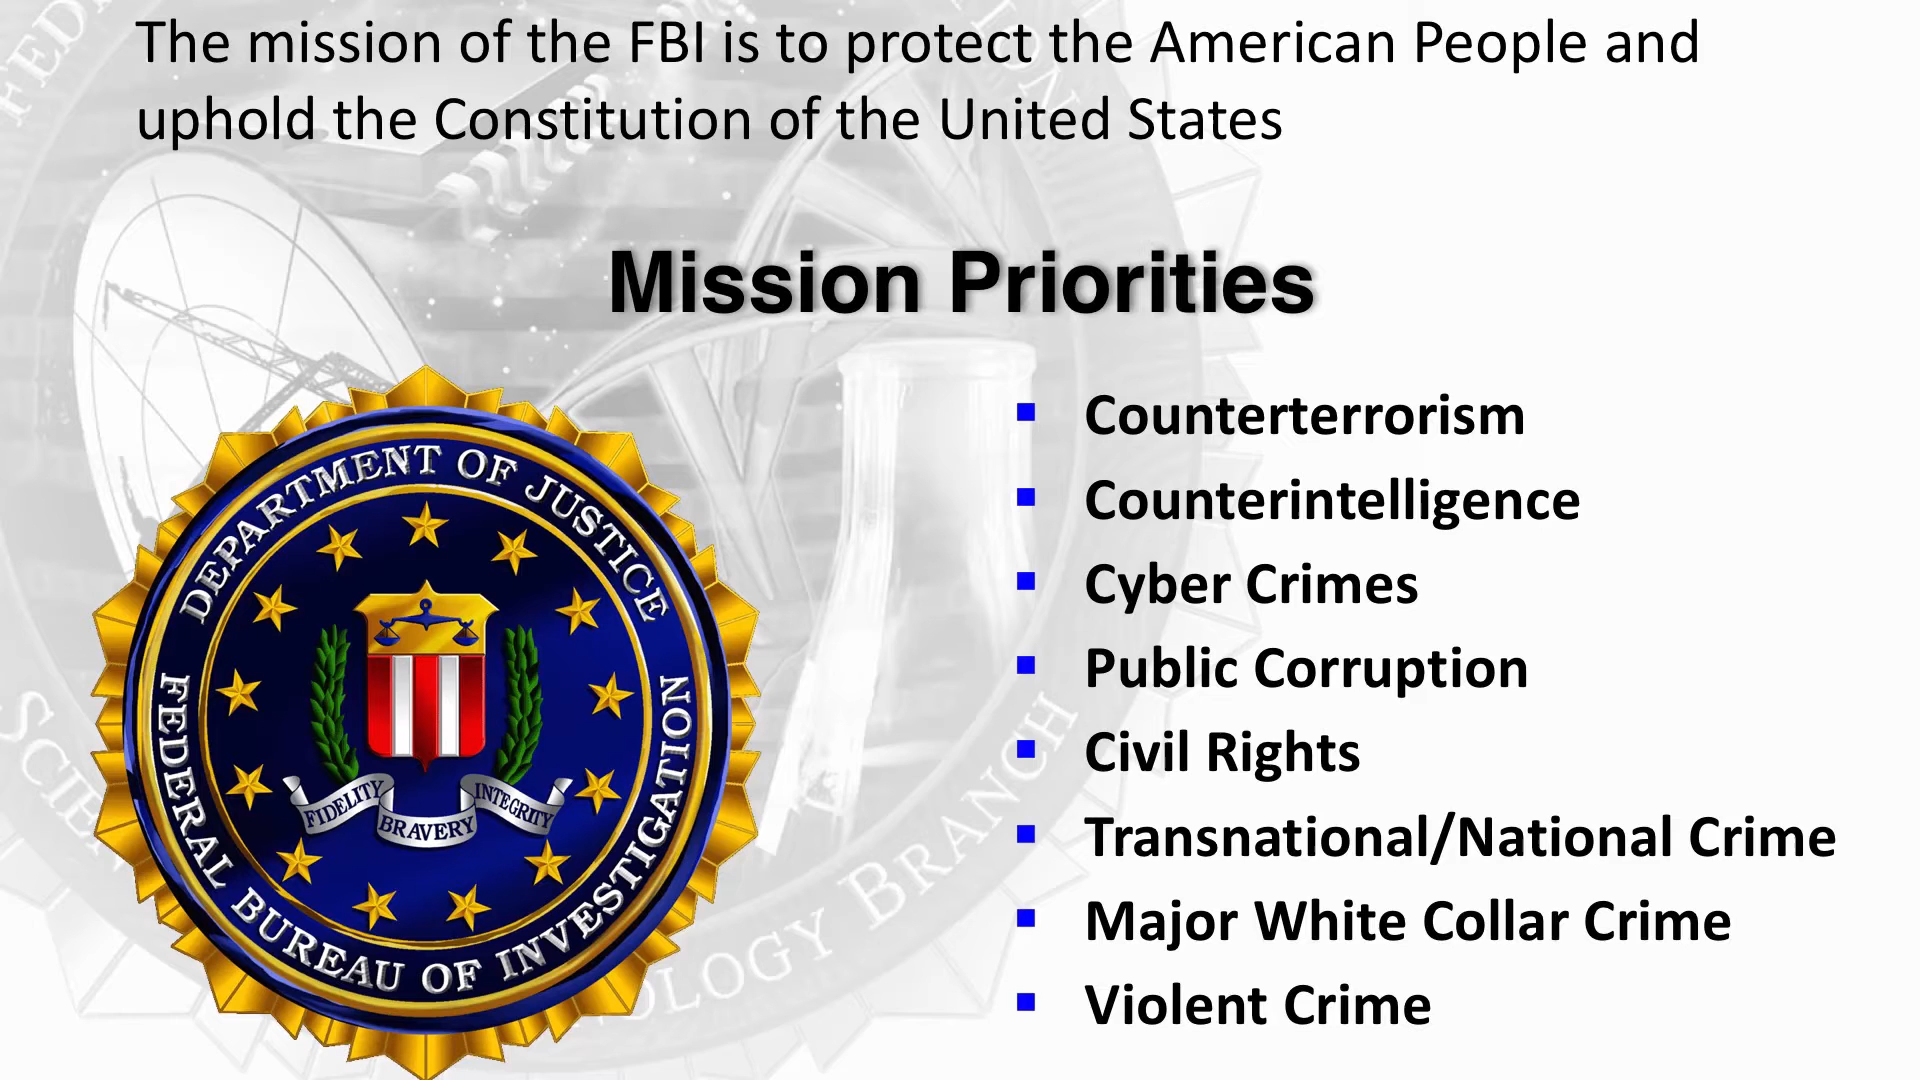 The mission of the FBI is to protect the American People and
uphold the Constitution of the United States
Mission Priorities
▪ Counterterrorism
▪ Counterintelligence
▪ Cyber Crimes
▪ Public Corruption
▪ Civil Rights
▪ Transnational/National Crime
▪ Major White Collar Crime
▪ Violent Crime
DEPARTMENT OF JUSTICE
FEDERAL BUREAU OF INVESTIGATION
FIDELITY
BRAVERY
INTEGRITY
BRANCH